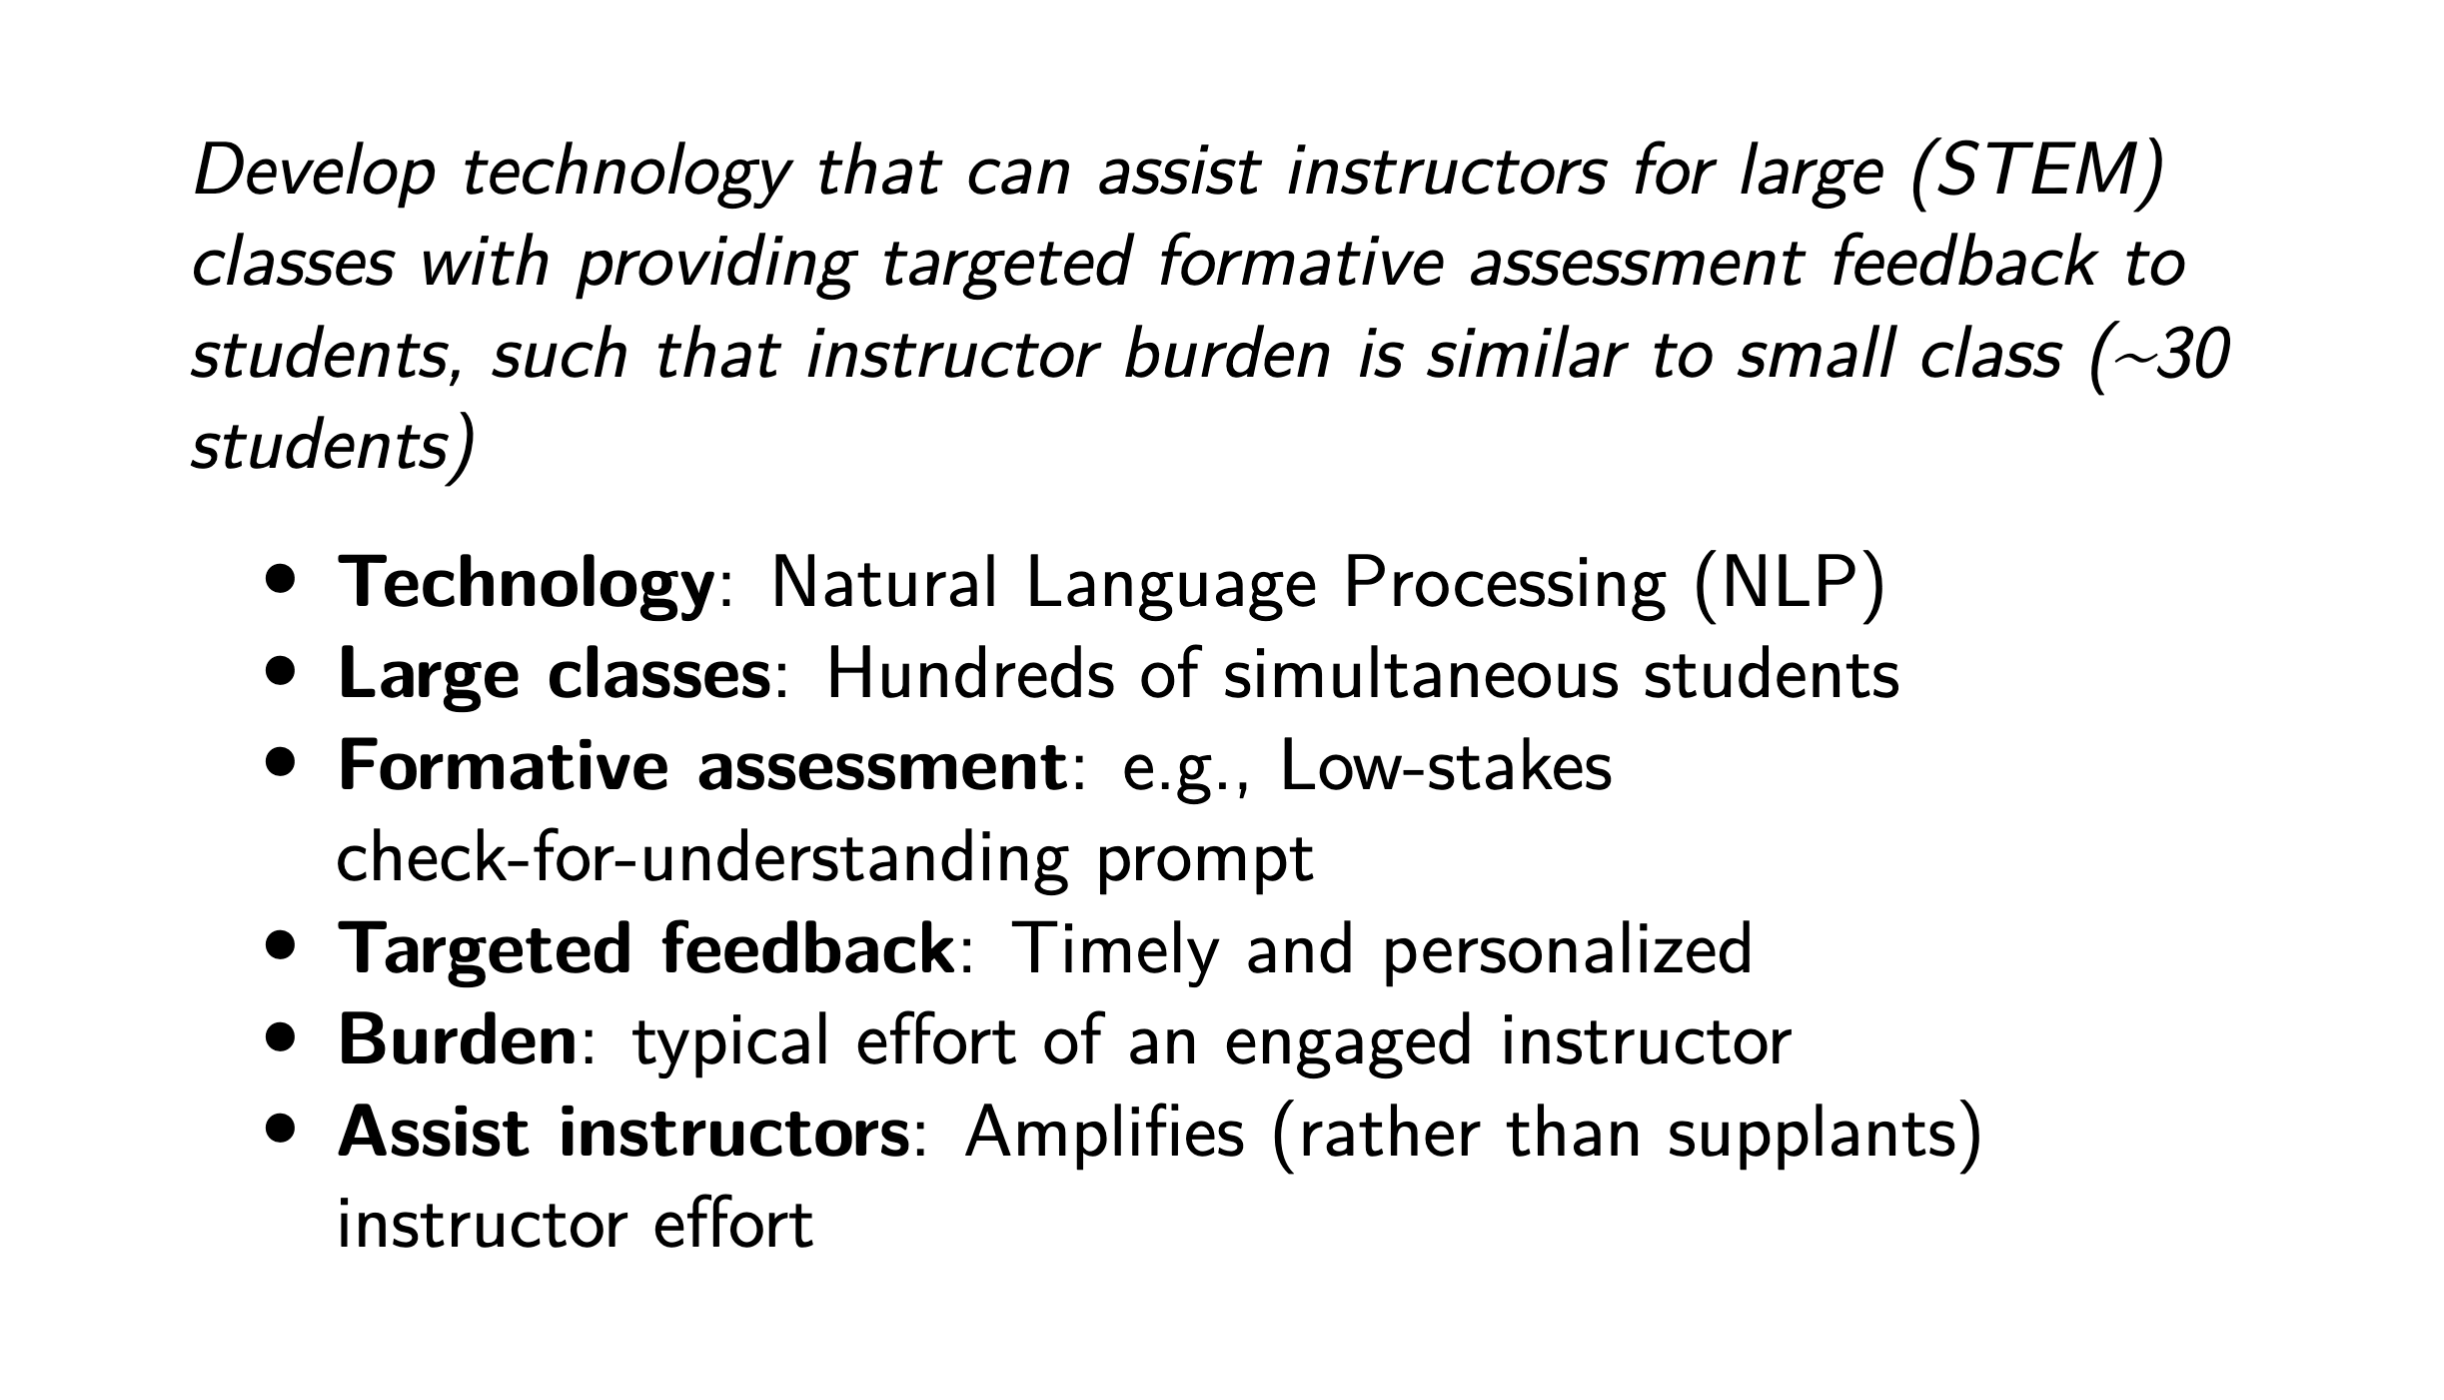 Develop technology that can assist instructors for large (STEM)
classes with providing targeted formative assessment feedback to
students, such that instructor burden is similar to small class (~30
students)
• Technology: Natural Language Processing (NLP)
• Large classes: Hundreds of simultaneous students
• Formative assessment: e.g., Low-stakes
check-for-understanding prompt
• Targeted feedback: Timely and personalized
• Burden: typical effort of an engaged instructor
• Assist instructors: Amplifies (rather than supplants)
instructor effort